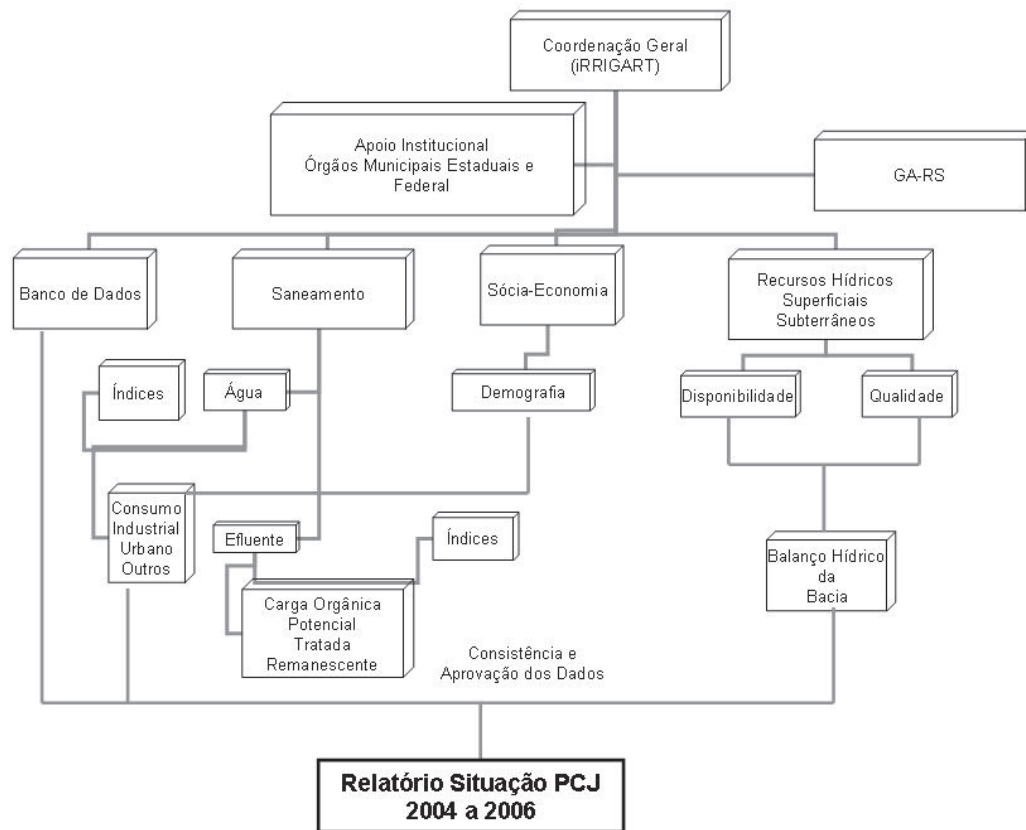 Coordenação Geral
(iRRIGART)
Apoio Institucional
Órgãos Municipais Estaduais e
Federal
GA-RS
Banco de Dados
Saneamento
Sócia-Economia
Recursos Hídricos
Superficiais
Subterrâneos
Índices
Água
Demografia
Disponibilidade
Qualidade
Consumo
Industrial
Urbano
Outros
Efluente
Índices
Balanço Hídrico
da
Bacia
Carga Orgânica
Potencial
Tratada
Remanescente
Consistência e
Aprovação dos Dados
Relatório Situação PCJ
2004 a 2006